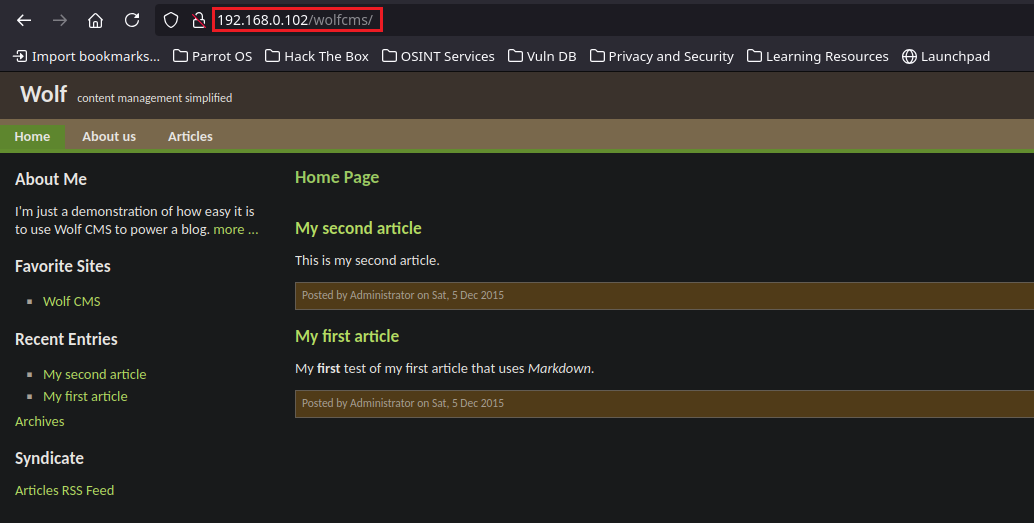 192.168.0.102/wolfcms/
Import bookmarks... Parrot OS Hack The Box OSINT Services Vuln DB Privacy and Security Learning Resources Launchpad
Wolf content management simplified
Home About us Articles
About Me
I'm just a demonstration of how easy it is
to use Wolf CMS to power a blog. more ...
Favorite Sites
Wolf CMS
Recent Entries
My second article
My first article
Archives
Syndicate
Articles RSS Feed
Home Page
My second article
This is my second article.
Posted by Administrator on Sat, 5 Dec 2015
My first article
My first test of my first article that uses Markdown.
Posted by Administrator on Sat, 5 Dec 2015